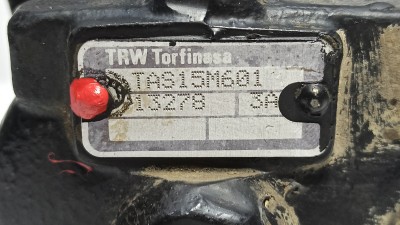 TRW Torfinasa
TAS15M601
13278 3A